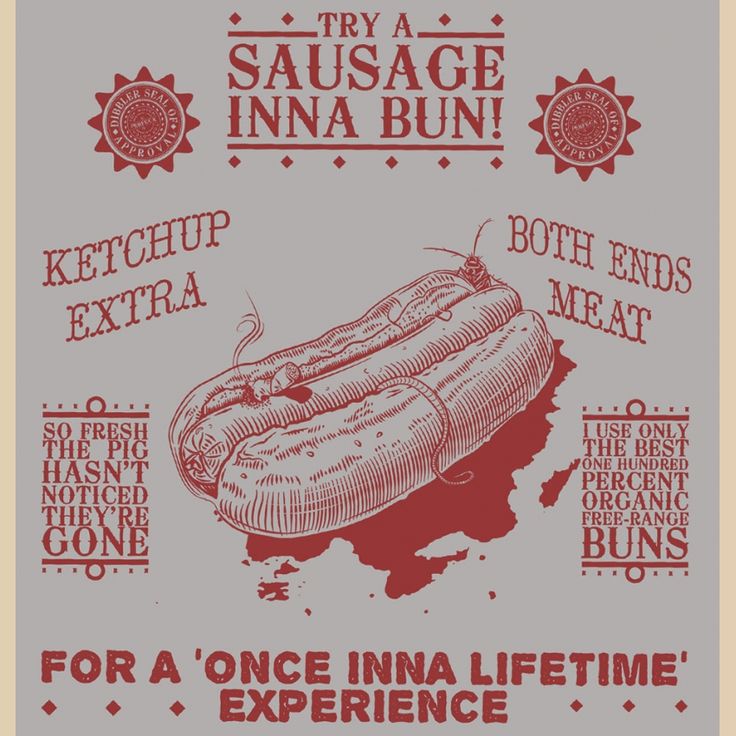 TRY A
SAUSAGE
INNA BUN!
DIBBLER SEAL OF
APPROVAL
DIBBLER SEAL OF
APPROVAL
KETCHUP
EXTRA
BOTH ENDS
MEAT
SO FRESH
THE PIG
HASN'T
NOTICED
THEY'RE
GONE
I USE ONLY
THE BEST
ONE HUNDRED
PERCENT
ORGANIC
FREE-RANGE
BUNS
FOR A 'ONCE INNA LIFETIME'
EXPERIENCE